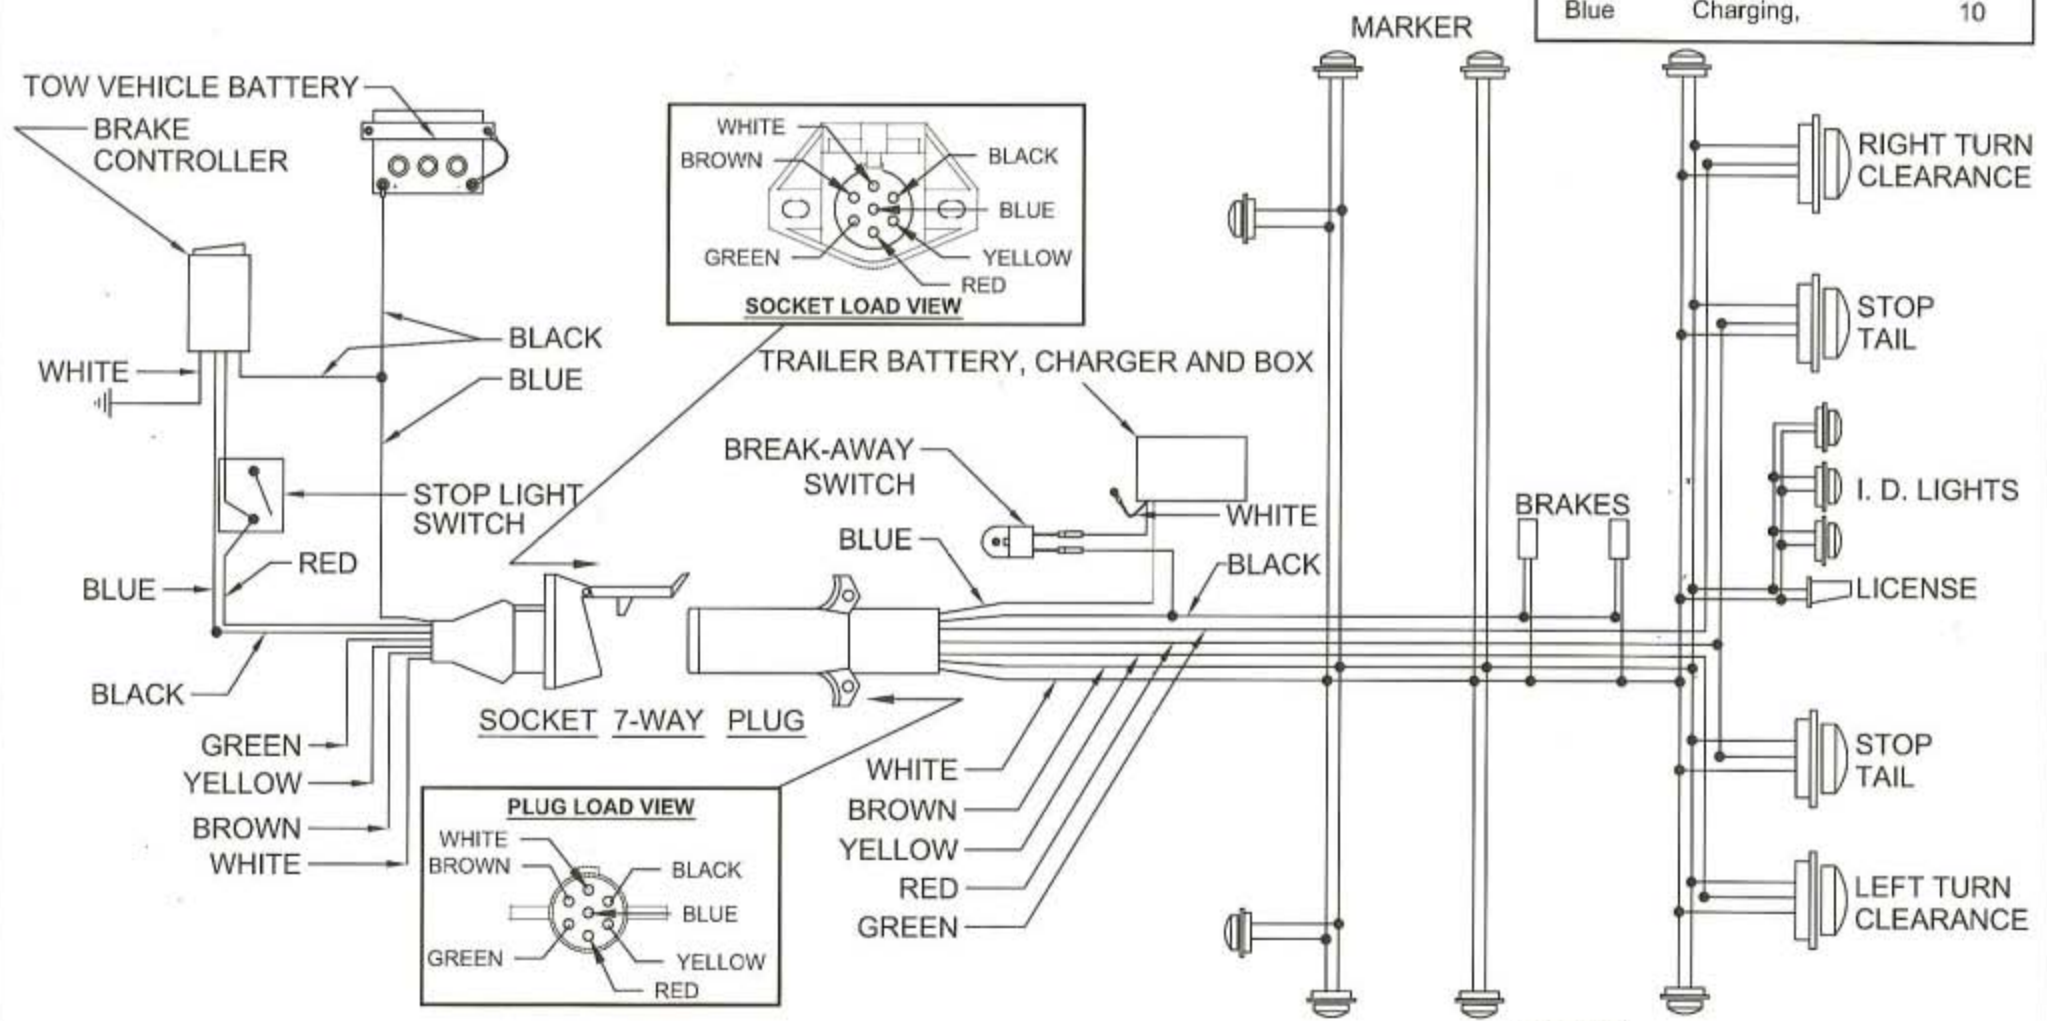 MARKER
Blue Charging, 10
TOW VEHICLE BATTERY
BRAKE
CONTROLLER
WHITE
BLACK
BLUE
STOP LIGHT
SWITCH
RED
BLUE
BLACK
GREEN
YELLOW
BROWN
WHITE
WHITE
BROWN
BLACK
BLUE
GREEN
YELLOW
RED
SOCKET LOAD VIEW
TRAILER BATTERY, CHARGER AND BOX
BREAK-AWAY
SWITCH
WHITE
BLUE
BLACK
BRAKES
SOCKET 7-WAY PLUG
PLUG LOAD VIEW
WHITE
BROWN
BLACK
BLUE
GREEN
YELLOW
RED
WHITE
BROWN
YELLOW
RED
GREEN
RIGHT TURN
CLEARANCE
STOP
TAIL
I. D. LIGHTS
LICENSE
STOP
TAIL
LEFT TURN
CLEARANCE